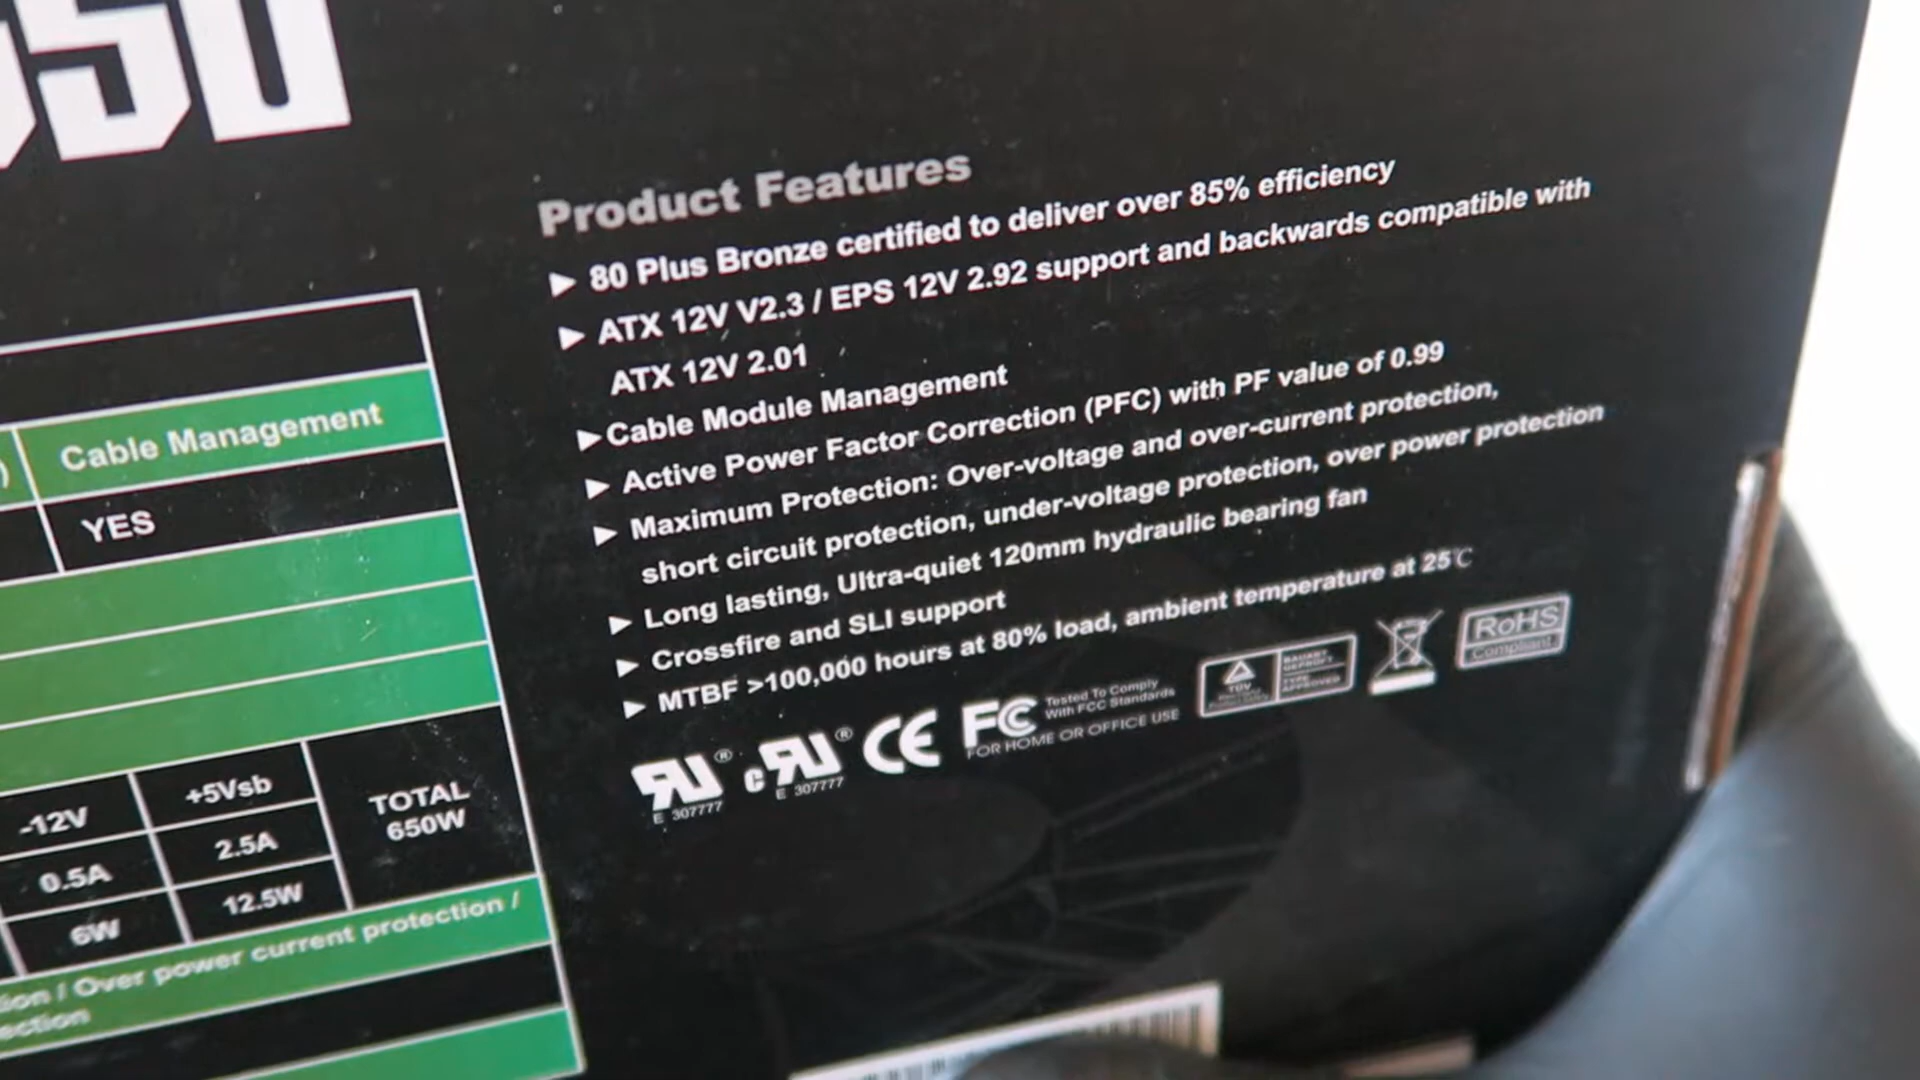 650
Product Features
▶ 80 Plus Bronze certified to deliver over 85% efficiency
▶ ATX 12V V2.3 / EPS 12V 2.92 support and backwards compatible with
ATX 12V 2.01
▶ Cable Module Management
▶ Active Power Factor Correction (PFC) with PF value of 0.99
▶ Maximum Protection: Over-voltage and over-current protection,
short circuit protection, under-voltage protection, over power protection
▶ Long lasting, Ultra-quiet 120mm hydraulic bearing fan
▶ Crossfire and SLI support
▶ MTBF >100,000 hours at 80% load, ambient temperature at 25℃
®
E 307777
c ®
E 307777
CE
FC Tested To Comply
With FCC Standards
FOR HOME OR OFFICE USE
TÜV
BAUART
GEPRÜFT
TYPE
APPROVED
RoHS
Compliant
) Cable Management
YES
-12V +5Vsb TOTAL
650W
0.5A 2.5A
6W 12.5W
/ Over power current protection /